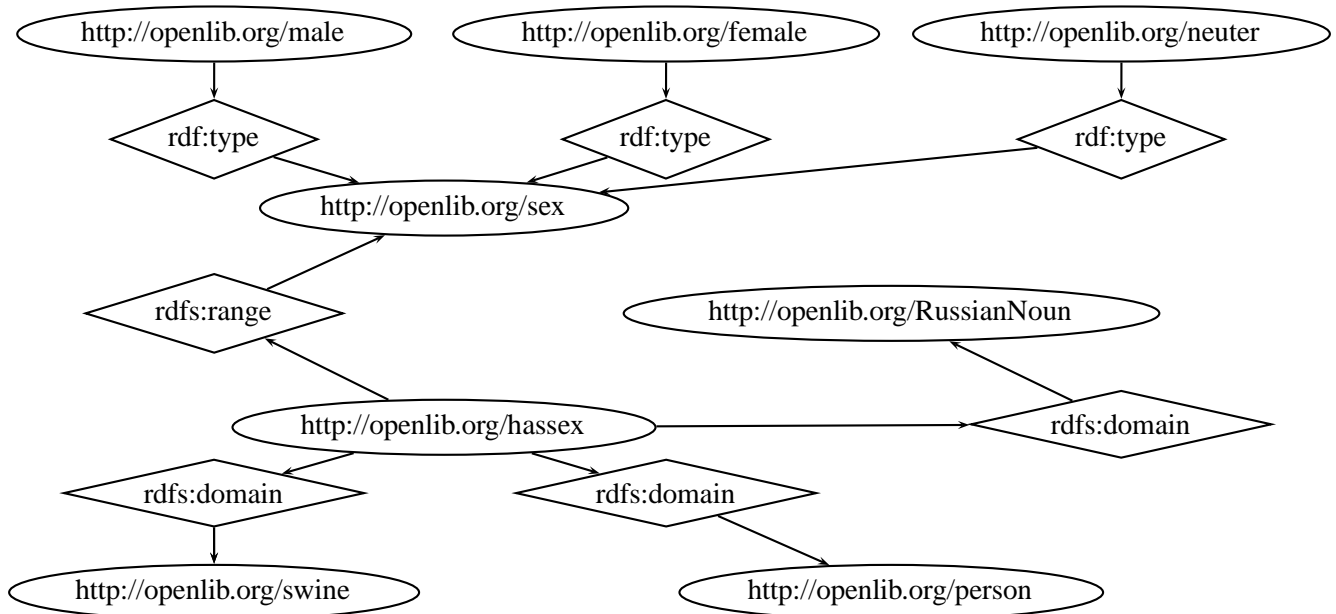 http://openlib.org/male
http://openlib.org/female
http://openlib.org/neuter
rdf:type
rdf:type
rdf:type
http://openlib.org/sex
rdfs:range
http://openlib.org/RussianNoun
http://openlib.org/hassex
rdfs:domain
rdfs:domain
rdfs:domain
http://openlib.org/swine
http://openlib.org/person